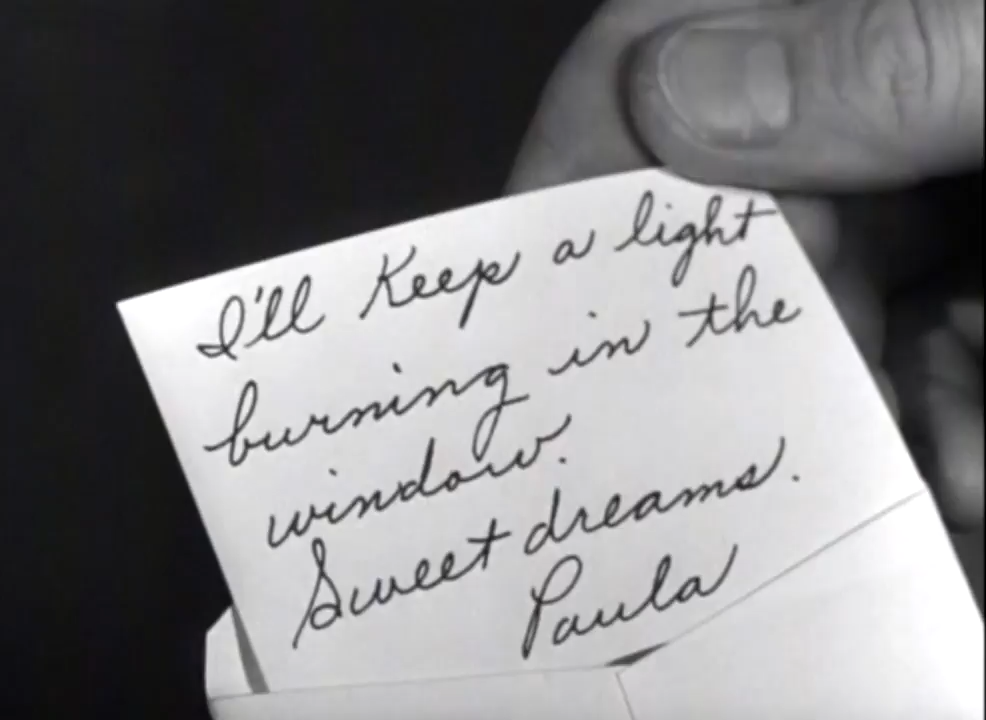 I'll Keep a light
burning in the
window.
Sweet dreams.
Paula